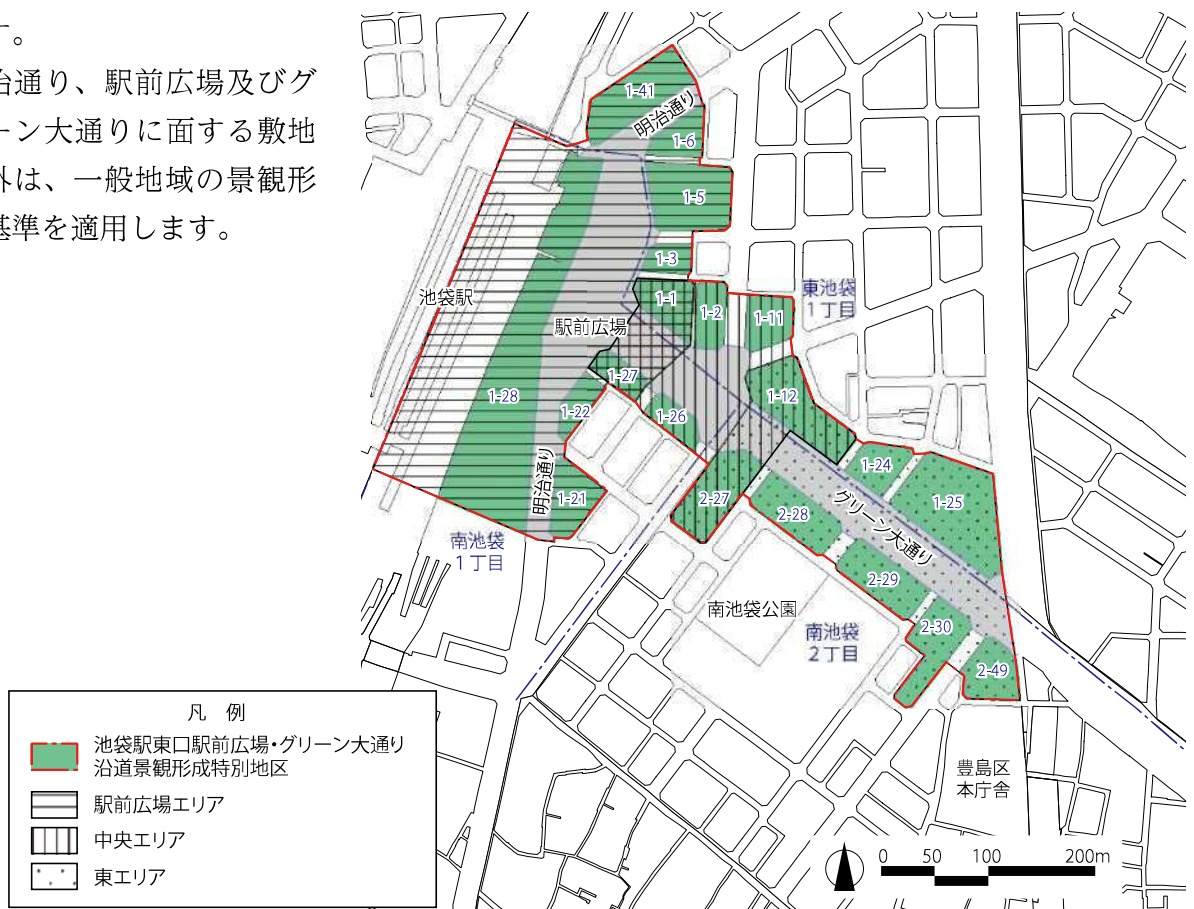 す。
治通り、駅前広場及びグ
ーン大通りに面する敷地
外は、一般地域の景観形
基準を適用します。
1-41
明治通り
1-6
1-5
1-3
池袋駅
1-1
1-2
1-11
東池袋
1丁目
駅前広場
1-27
1-28
1-22
1-26
1-12
1-24
1-25
明治通り
1-21
2-27
2-28
グリーン大通り
南池袋
1丁目
2-29
南池袋公園
2-30
南池袋
2丁目
2-49
豊島区
本庁舎
凡 例
池袋駅東口駅前広場・グリーン大通り
沿道景観形成特別地区
駅前広場エリア
中央エリア
東エリア
0 50 100 200m